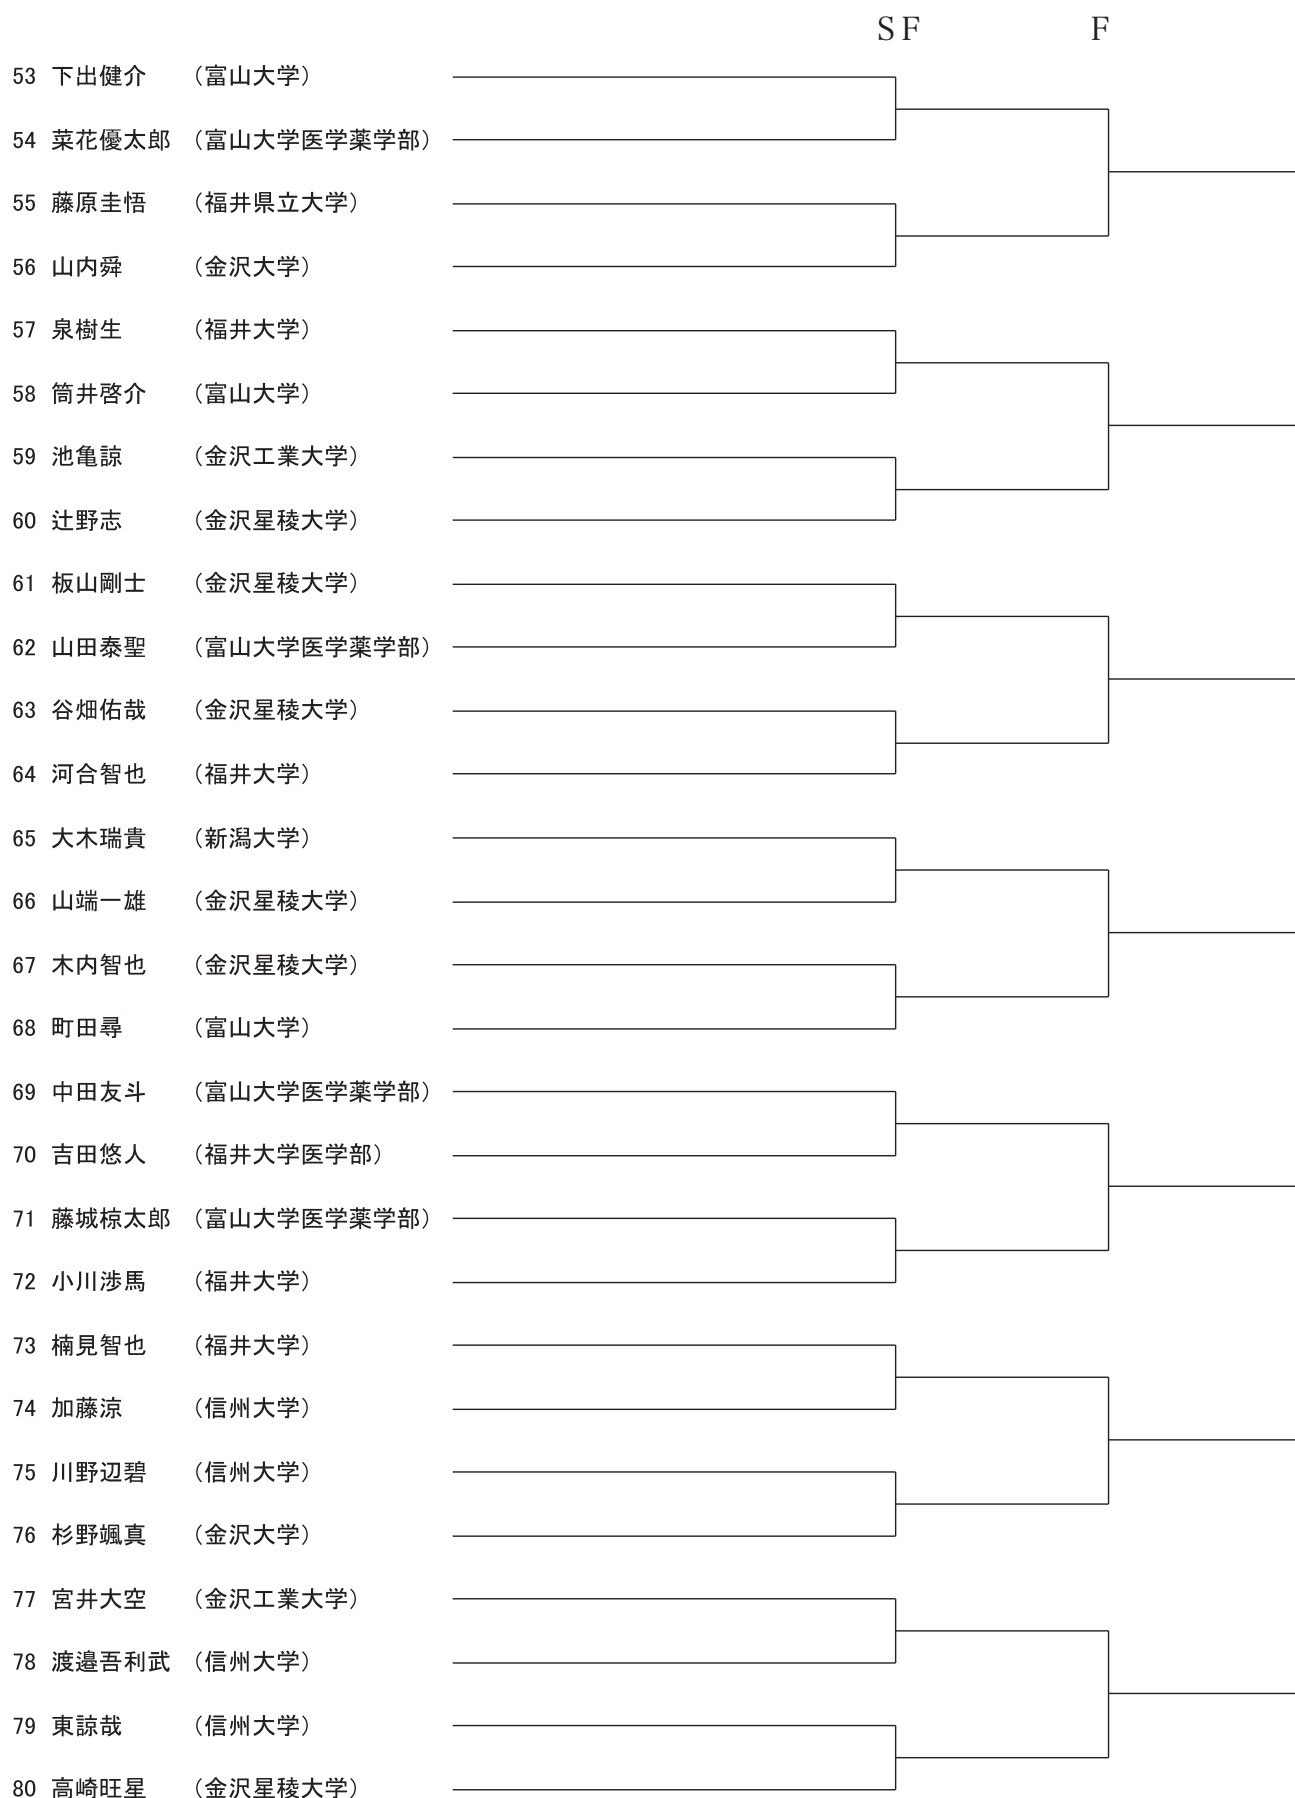 SF F
53 下出健介 （富山大学）
54 菜花優太郎 （富山大学医学薬学部）
55 藤原圭悟 （福井県立大学）
56 山内舜 （金沢大学）
57 泉樹生 （福井大学）
58 筒井啓介 （富山大学）
59 池亀諒 （金沢工業大学）
60 辻野志 （金沢星稜大学）
61 板山剛士 （金沢星稜大学）
62 山田泰聖 （富山大学医学薬学部）
63 谷畑佑哉 （金沢星稜大学）
64 河合智也 （福井大学）
65 大木瑞貴 （新潟大学）
66 山端一雄 （金沢星稜大学）
67 木内智也 （金沢星稜大学）
68 町田尋 （富山大学）
69 中田友斗 （富山大学医学薬学部）
70 吉田悠人 （福井大学医学部）
71 藤城椋太郎 （富山大学医学薬学部）
72 小川渉馬 （福井大学）
73 楠見智也 （福井大学）
74 加藤涼 （信州大学）
75 川野辺碧 （信州大学）
76 杉野颯真 （金沢大学）
77 宮井大空 （金沢工業大学）
78 渡邉吾利武 （信州大学）
79 東諒哉 （信州大学）
80 高崎旺星 （金沢星稜大学）